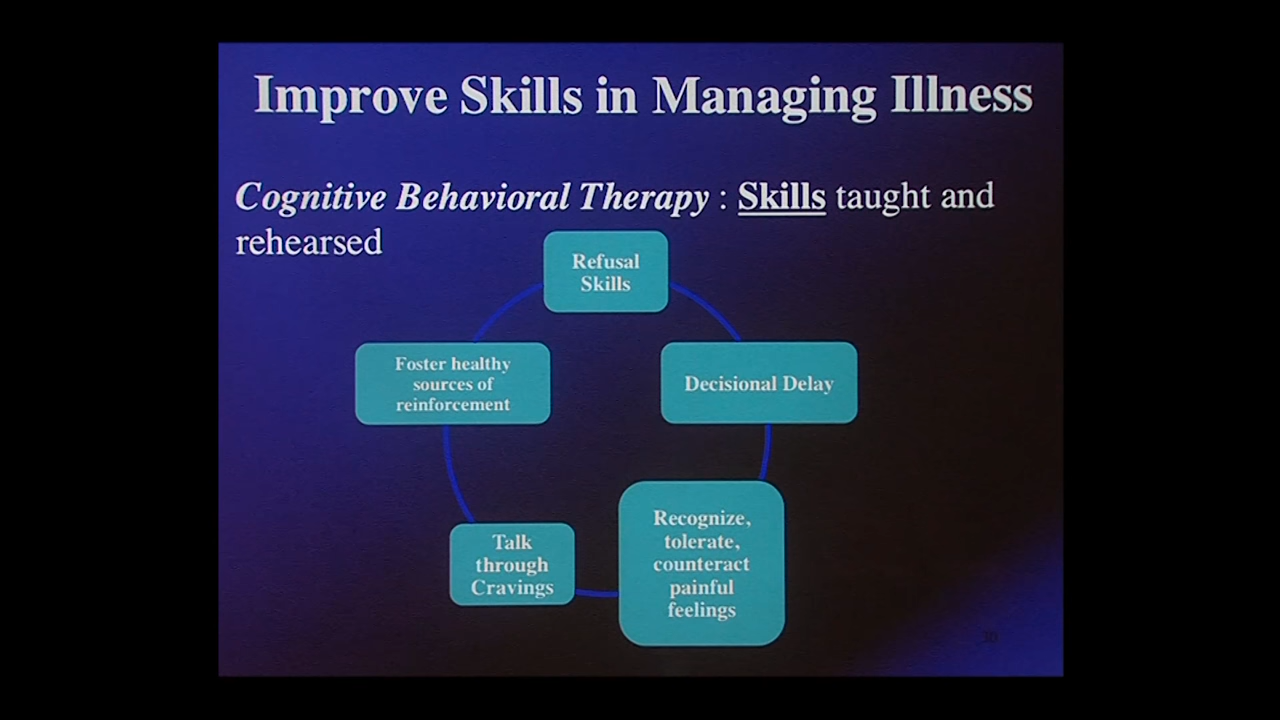 Improve Skills in Managing Illness
Cognitive Behavioral Therapy : Skills taught and
rehearsed
Refusal
Skills
Decisional Delay
Recognize,
tolerate,
counteract
painful
feelings
Talk
through
Cravings
Foster healthy
sources of
reinforcement
30